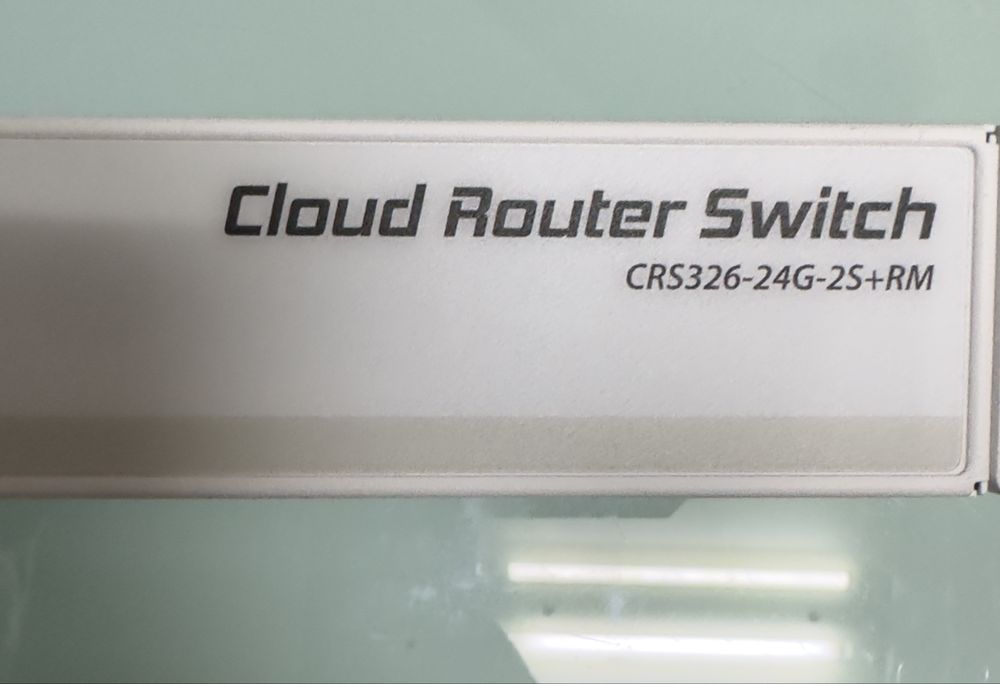 Cloud Router Switch
CRS326-24G-2S+RM